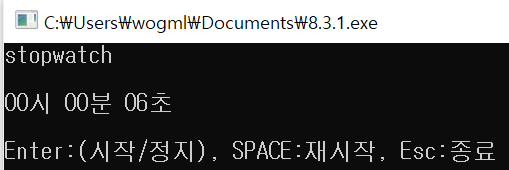 C:₩Users₩wogml₩Documents₩8.3.1.exe
stopwatch
00시 00분 06초
Enter:(시작/정지), SPACE:재시작, Esc:종료